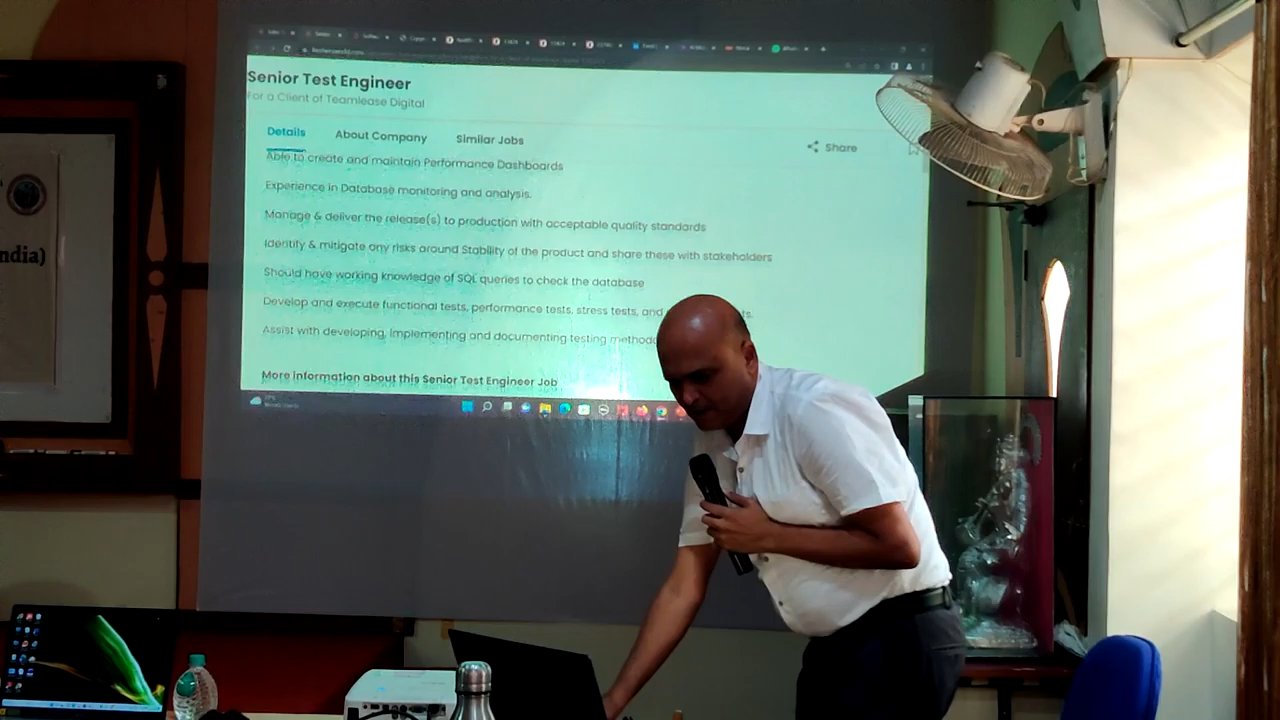 Senior Test Engineer
For a Client of Teamlease Digital
Details About Company Similar Jobs Share
Able to create and maintain Performance Dashboards
Experience in Database monitoring and analysis.
Manage & deliver the release(s) to production with acceptable quality standards
Identify & mitigate any risks around Stability of the product and share these with stakeholders
Should have working knowledge of SQL queries to check the database
Develop and execute functional tests, performance tests, stress tests, and
Assist with developing, implementing and documenting testing
More information about this Senior Test Engineer Job
ndia)